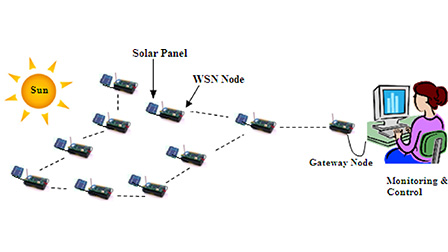 Solar Panel
Sun
WSN Node
Gateway Node
Monitoring &
Control